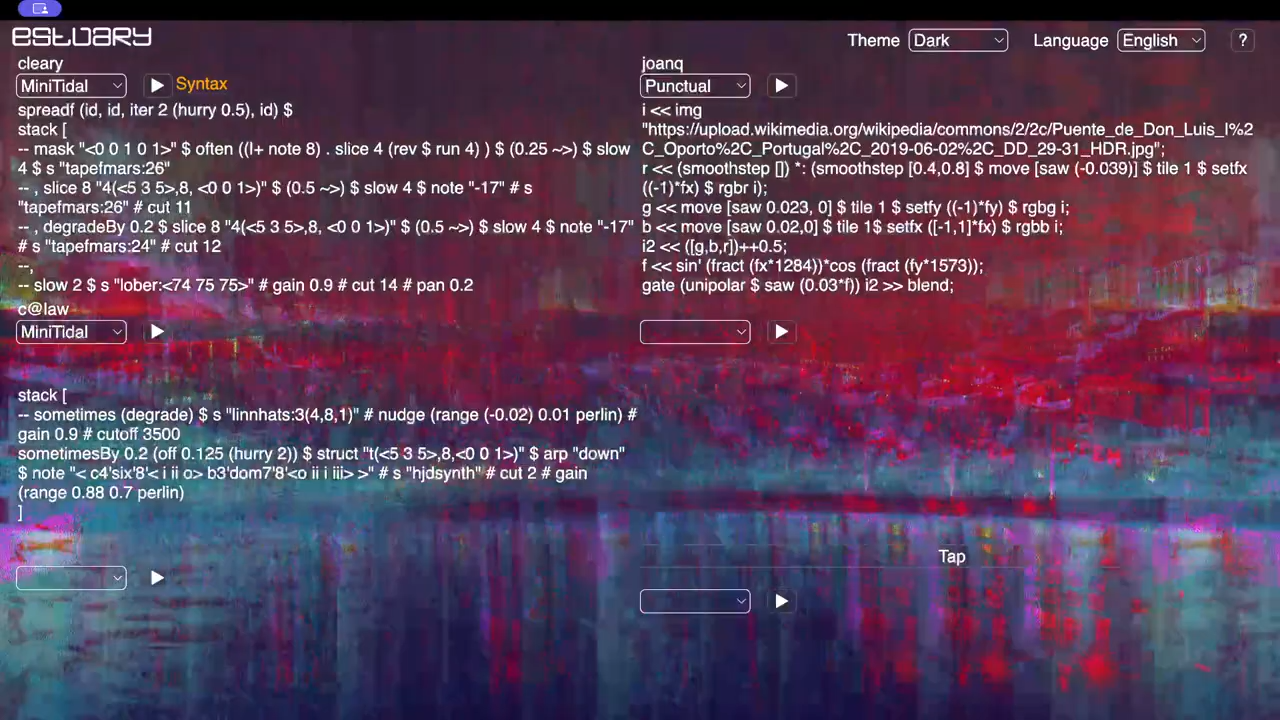 estuary
Theme Dark Language English ?
cleary
MiniTidal Syntax
spreadf (id, id, iter 2 (hurry 0.5), id) $
stack [
-- mask "<0 0 1 0 1>" $ often ((|+ note 8) . slice 4 (rev $ run 4) ) $ (0.25 ~>) $ slow
4 $ s "tapefmars:26"
-- , slice 8 "4(<5 3 5>,8, <0 0 1>)" $ (0.5 ~>) $ slow 4 $ note "-17" # s
"tapefmars:26" # cut 11
-- , degradeBy 0.2 $ slice 8 "4(<5 3 5>,8, <0 0 1>)" $ (0.5 ~>) $ slow 4 $ note "-17"
# s "tapefmars:24" # cut 12
--,
-- slow 2 $ s "lober:<74 75 75>" # gain 0.9 # cut 14 # pan 0.2
c@law
MiniTidal
stack [
-- sometimes (degrade) $ s "linnhats:3(4,8,1)" # nudge (range (-0.02) 0.01 perlin) #
gain 0.9 # cutoff 3500
sometimesBy 0.2 (off 0.125 (hurry 2)) $ struct "t(<5 3 5>,8,<0 0 1>)" $ arp "down"
$ note "< c4'six'8'< i ii o> b3'dom7'8'<o ii i iii> >" # s "hjdsynth" # cut 2 # gain
(range 0.88 0.7 perlin)
]
joanq
Punctual
i << img
"https://upload.wikimedia.org/wikipedia/commons/2/2c/Puente_de_Don_Luis_I%2
C_Oporto%2C_Portugal%2C_2019-06-02%2C_DD_29-31_HDR.jpg";
r << (smoothstep []) *: (smoothstep [0.4,0.8] $ move [saw (-0.039)] $ tile 1 $ setfx
((-1)*fx) $ rgbr i);
g << move [saw 0.023, 0] $ tile 1 $ setfy ((-1)*fy) $ rgbg i;
b << move [saw 0.02,0] $ tile 1$ setfx ([-1,1]*fx) $ rgbb i;
i2 << ([g,b,r])++0.5;
f << sin' (fract (fx*1284))*cos (fract (fy*1573));
gate (unipolar $ saw (0.03*f)) i2 >> blend;
Tap